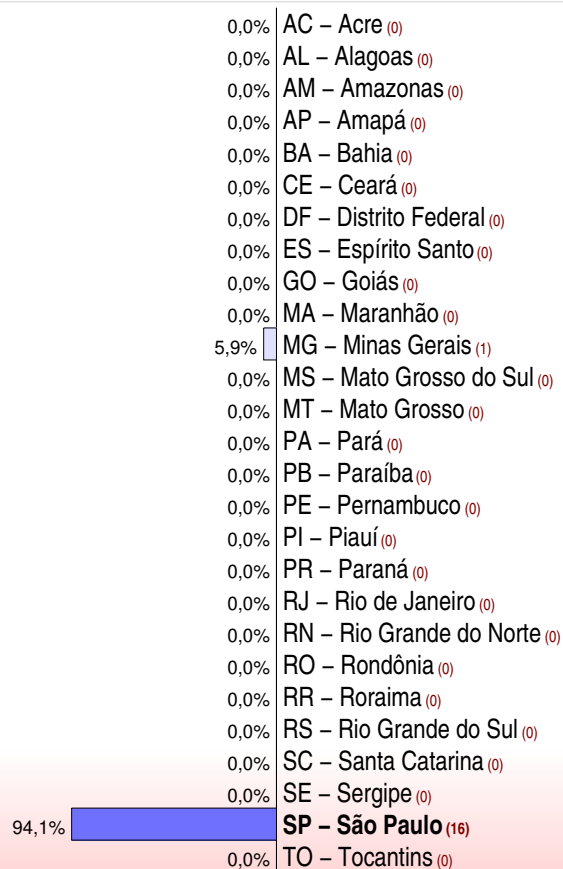 0,0% AC – Acre (0)
0,0% AL – Alagoas (0)
0,0% AM – Amazonas (0)
0,0% AP – Amapá (0)
0,0% BA – Bahia (0)
0,0% CE – Ceará (0)
0,0% DF – Distrito Federal (0)
0,0% ES – Espírito Santo (0)
0,0% GO – Goiás (0)
0,0% MA – Maranhão (0)
5,9% MG – Minas Gerais (1)
0,0% MS – Mato Grosso do Sul (0)
0,0% MT – Mato Grosso (0)
0,0% PA – Pará (0)
0,0% PB – Paraíba (0)
0,0% PE – Pernambuco (0)
0,0% PI – Piauí (0)
0,0% PR – Paraná (0)
0,0% RJ – Rio de Janeiro (0)
0,0% RN – Rio Grande do Norte (0)
0,0% RO – Rondônia (0)
0,0% RR – Roraima (0)
0,0% RS – Rio Grande do Sul (0)
0,0% SC – Santa Catarina (0)
0,0% SE – Sergipe (0)
94,1% SP – São Paulo (16)
0,0% TO – Tocantins (0)